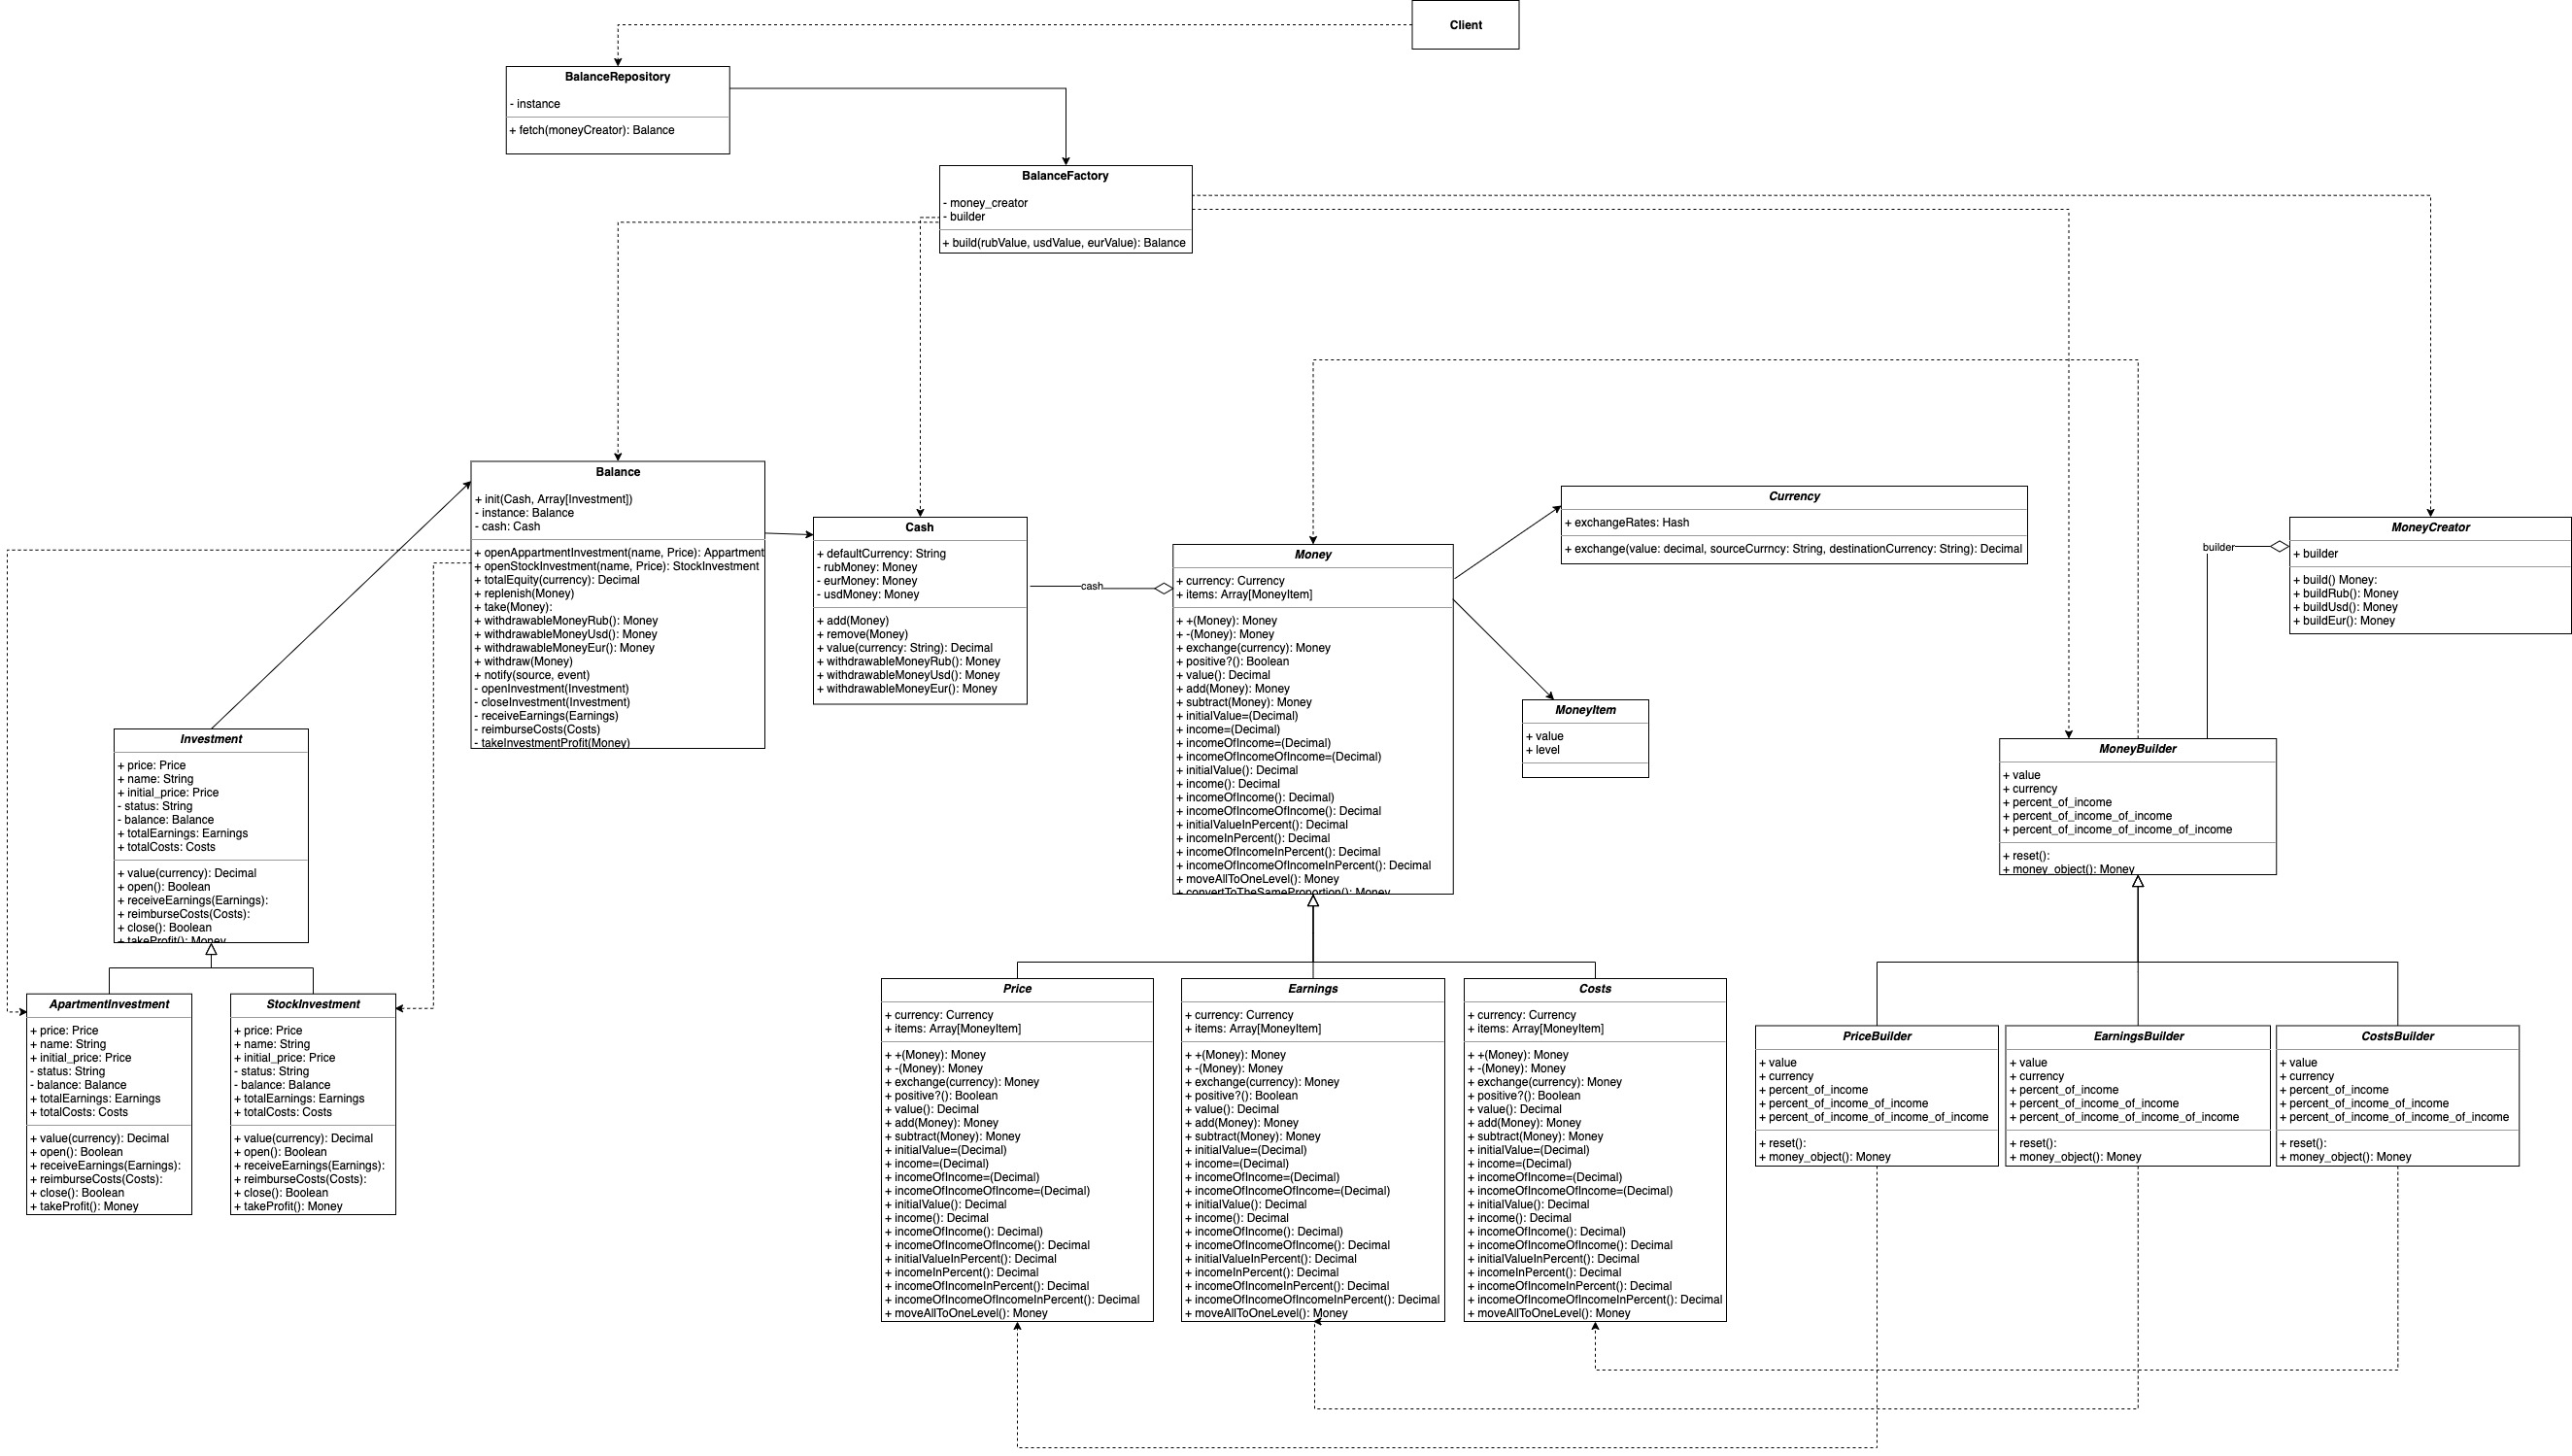 Client
BalanceRepository
- instance
+ fetch(moneyCreator): Balance
BalanceFactory
- money_creator
- builder
+ build(rubValue, usdValue, eurValue): Balance
Balance
+ init(Cash, Array[Investment])
- instance: Balance
- cash: Cash
+ openAppartmentInvestment(name, Price): Appartment
+ openStockInvestment(name, Price): StockInvestment
+ totalEquity(currency): Decimal
+ replenish(Money)
+ take(Money):
+ withdrawableMoneyRub(): Money
+ withdrawableMoneyUsd(): Money
+ withdrawableMoneyEur(): Money
+ withdraw(Money)
+ notify(source, event)
- openInvestment(Investment)
- closeInvestment(Investment)
- receiveEarnings(Earnings)
- reimburseCosts(Costs)
- takeInvestmentProfit(Money)
Cash
+ defaultCurrency: String
- rubMoney: Money
- eurMoney: Money
- usdMoney: Money
+ add(Money)
+ remove(Money)
+ value(currency: String): Decimal
+ withdrawableMoneyRub(): Money
+ withdrawableMoneyUsd(): Money
+ withdrawableMoneyEur(): Money
cash
Money
+ currency: Currency
+ items: Array[MoneyItem]
+ +(Money): Money
+ -(Money): Money
+ exchange(currency): Money
+ positive?(): Boolean
+ value(): Decimal
+ add(Money): Money
+ subtract(Money): Money
+ initialValue=(Decimal)
+ income=(Decimal)
+ incomeOfIncome=(Decimal)
+ incomeOfIncomeOfIncome=(Decimal)
+ initialValue(): Decimal
+ income(): Decimal
+ incomeOfIncome(): Decimal)
+ incomeOfIncomeOfIncome(): Decimal
+ initialValueInPercent(): Decimal
+ incomeInPercent(): Decimal
+ incomeOfIncomeInPercent(): Decimal
+ incomeOfIncomeOfIncomeInPercent(): Decimal
+ moveAllToOneLevel(): Money
+ convertToTheSameProportion(): Money
Currency
+ exchangeRates: Hash
+ exchange(value: decimal, sourceCurrncy: String, destinationCurrency: String): Decimal
MoneyItem
+ value
+ level
builder
MoneyCreator
+ builder
+ build() Money:
+ buildRub(): Money
+ buildUsd(): Money
+ buildEur(): Money
MoneyBuilder
+ value
+ currency
+ percent_of_income
+ percent_of_income_of_income
+ percent_of_income_of_income_of_income
+ reset():
+ money_object(): Money
Investment
+ price: Price
+ name: String
+ initial_price: Price
- status: String
- balance: Balance
+ totalEarnings: Earnings
+ totalCosts: Costs
+ value(currency): Decimal
+ open(): Boolean
+ receiveEarnings(Earnings):
+ reimburseCosts(Costs):
+ close(): Boolean
+ takeProfit(): Money
ApartmentInvestment
+ price: Price
+ name: String
+ initial_price: Price
- status: String
- balance: Balance
+ totalEarnings: Earnings
+ totalCosts: Costs
+ value(currency): Decimal
+ open(): Boolean
+ receiveEarnings(Earnings):
+ reimburseCosts(Costs):
+ close(): Boolean
+ takeProfit(): Money
StockInvestment
+ price: Price
+ name: String
+ initial_price: Price
- status: String
- balance: Balance
+ totalEarnings: Earnings
+ totalCosts: Costs
+ value(currency): Decimal
+ open(): Boolean
+ receiveEarnings(Earnings):
+ reimburseCosts(Costs):
+ close(): Boolean
+ takeProfit(): Money
Price
+ currency: Currency
+ items: Array[MoneyItem]
+ +(Money): Money
+ -(Money): Money
+ exchange(currency): Money
+ positive?(): Boolean
+ value(): Decimal
+ add(Money): Money
+ subtract(Money): Money
+ initialValue=(Decimal)
+ income=(Decimal)
+ incomeOfIncome=(Decimal)
+ incomeOfIncomeOfIncome=(Decimal)
+ initialValue(): Decimal
+ income(): Decimal
+ incomeOfIncome(): Decimal)
+ incomeOfIncomeOfIncome(): Decimal
+ initialValueInPercent(): Decimal
+ incomeInPercent(): Decimal
+ incomeOfIncomeInPercent(): Decimal
+ incomeOfIncomeOfIncomeInPercent(): Decimal
+ moveAllToOneLevel(): Money
Earnings
+ currency: Currency
+ items: Array[MoneyItem]
+ +(Money): Money
+ -(Money): Money
+ exchange(currency): Money
+ positive?(): Boolean
+ value(): Decimal
+ add(Money): Money
+ subtract(Money): Money
+ initialValue=(Decimal)
+ income=(Decimal)
+ incomeOfIncome=(Decimal)
+ incomeOfIncomeOfIncome=(Decimal)
+ initialValue(): Decimal
+ income(): Decimal
+ incomeOfIncome(): Decimal)
+ incomeOfIncomeOfIncome(): Decimal
+ initialValueInPercent(): Decimal
+ incomeInPercent(): Decimal
+ incomeOfIncomeInPercent(): Decimal
+ incomeOfIncomeOfIncomeInPercent(): Decimal
+ moveAllToOneLevel(): Money
Costs
+ currency: Currency
+ items: Array[MoneyItem]
+ +(Money): Money
+ -(Money): Money
+ exchange(currency): Money
+ positive?(): Boolean
+ value(): Decimal
+ add(Money): Money
+ subtract(Money): Money
+ initialValue=(Decimal)
+ income=(Decimal)
+ incomeOfIncome=(Decimal)
+ incomeOfIncomeOfIncome=(Decimal)
+ initialValue(): Decimal
+ income(): Decimal
+ incomeOfIncome(): Decimal)
+ incomeOfIncomeOfIncome(): Decimal
+ initialValueInPercent(): Decimal
+ incomeInPercent(): Decimal
+ incomeOfIncomeInPercent(): Decimal
+ incomeOfIncomeOfIncomeInPercent(): Decimal
+ moveAllToOneLevel(): Money
PriceBuilder
+ value
+ currency
+ percent_of_income
+ percent_of_income_of_income
+ percent_of_income_of_income_of_income
+ reset():
+ money_object(): Money
EarningsBuilder
+ value
+ currency
+ percent_of_income
+ percent_of_income_of_income
+ percent_of_income_of_income_of_income
+ reset():
+ money_object(): Money
CostsBuilder
+ value
+ currency
+ percent_of_income
+ percent_of_income_of_income
+ percent_of_income_of_income_of_income
+ reset():
+ money_object(): Money